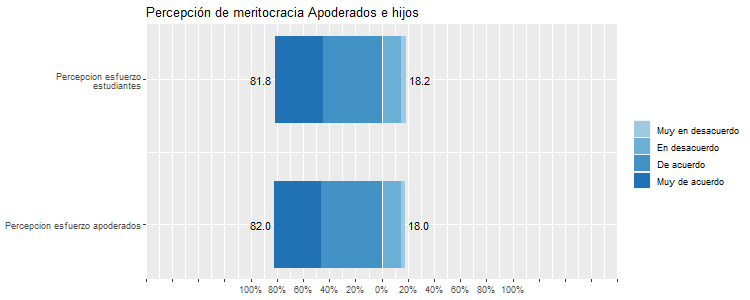 Percepción de meritocracia Apoderados e hijos
Percepcion esfuerzo
estudiantes
81.8
18.2
Percepcion esfuerzo apoderados
82.0
18.0
100% 80% 60% 40% 20% 0% 20% 40% 60% 80% 100%
Muy en desacuerdo
En desacuerdo
De acuerdo
Muy de acuerdo